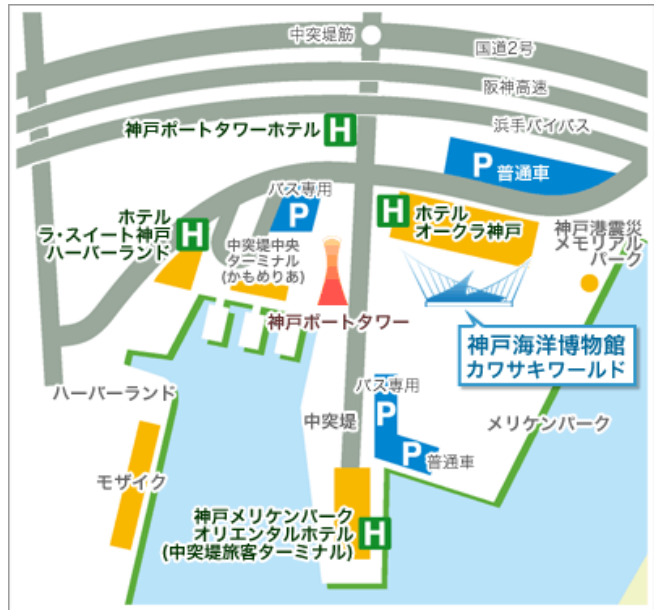 中突堤筋
国道2号
阪神高速
浜手バイパス
神戸ポートタワーホテル
H
P 普通車
バス専用
P
H
ホテル
オークラ神戸
ホテル
ラ・スイート神戸
ハーバーランド
H
中突堤中央
ターミナル
(かもめりあ)
神戸港震災
メモリアル
パーク
神戸ポートタワー
神戸海洋博物館
カワサキワールド
バス専用
P
ハーバーランド
中突堤
メリケンパーク
P
普通車
モザイク
神戸メリケンパーク
オリエンタルホテル
(中突堤旅客ターミナル)
H